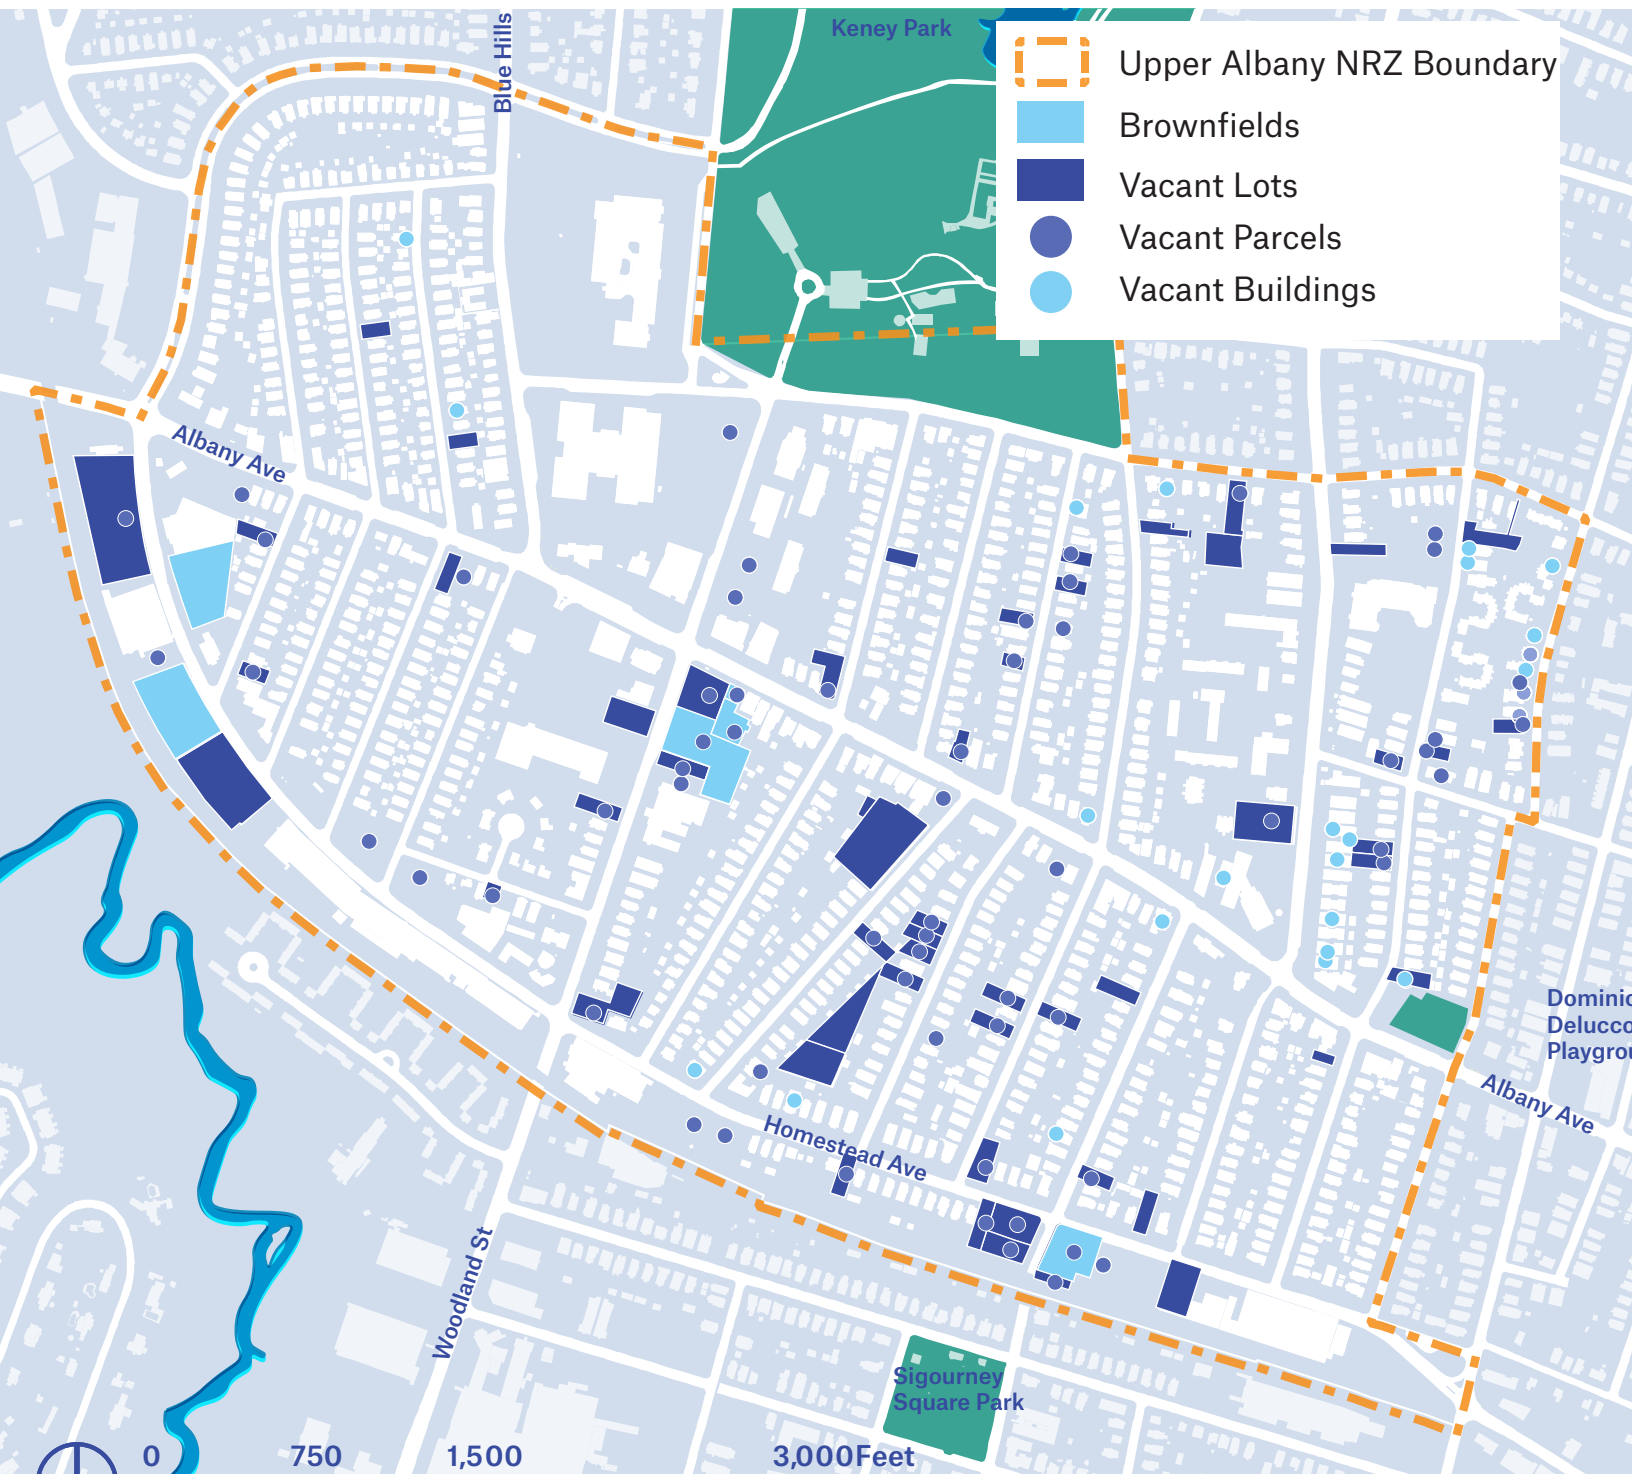 Keney Park
Blue Hills
Upper Albany NRZ Boundary
Brownfields
Vacant Lots
Vacant Parcels
Vacant Buildings
Albany Ave
Dominic
Delucco
Albany Ave
Homestead Ave
Woodland St
Sigourney
Square Park
0 750 1,500 3,000Feet